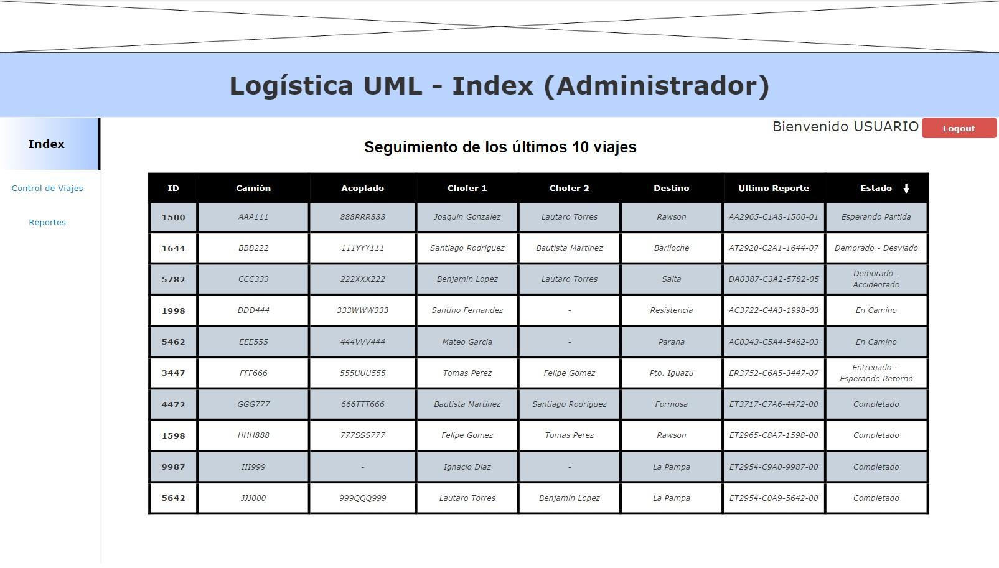 Logística UML - Index (Administrador)
Bienvenido USUARIO Logout
Index
Control de Viajes
Reportes
Seguimiento de los últimos 10 viajes
ID Camión Acoplado Chofer 1 Chofer 2 Destino Ultimo Reporte Estado
1500 AAA111 888RRR888 Joaquin Gonzalez Lautaro Torres Rawson AA2965-C1A8-1500-01 Esperando Partida
1644 BBB222 111YYY111 Santiago Rodriguez Bautista Martinez Bariloche AT2920-C2A1-1644-07 Demorado - Desviado
5782 CCC333 222XXX222 Benjamin Lopez Lautaro Torres Salta DA0387-C3A2-5782-05 Demorado -
Accidentado
1998 DDD444 333WWW333 Santino Fernandez - Resistencia AC3722-C4A3-1998-03 En Camino
5462 EEE555 444VVV444 Mateo Garcia - Parana AC0343-C5A4-5462-03 En Camino
3447 FFF666 555UUU555 Tomas Perez Felipe Gomez Pto. Iguazu ER3752-C6A5-3447-07 Entregado -
Esperando Retorno
4472 GGG777 666TTT666 Bautista Martinez Santiago Rodriguez Formosa ET3717-C7A6-4472-00 Completado
1598 HHH888 777SSS777 Felipe Gomez Tomas Perez Rawson ET2965-C8A7-1598-00 Completado
9987 III999 - Ignacio Diaz - La Pampa ET2954-C9A0-9987-00 Completado
5642 JJJ000 999QQQ999 Lautaro Torres Benjamin Lopez La Pampa ET2954-C0A9-5642-00 Completado